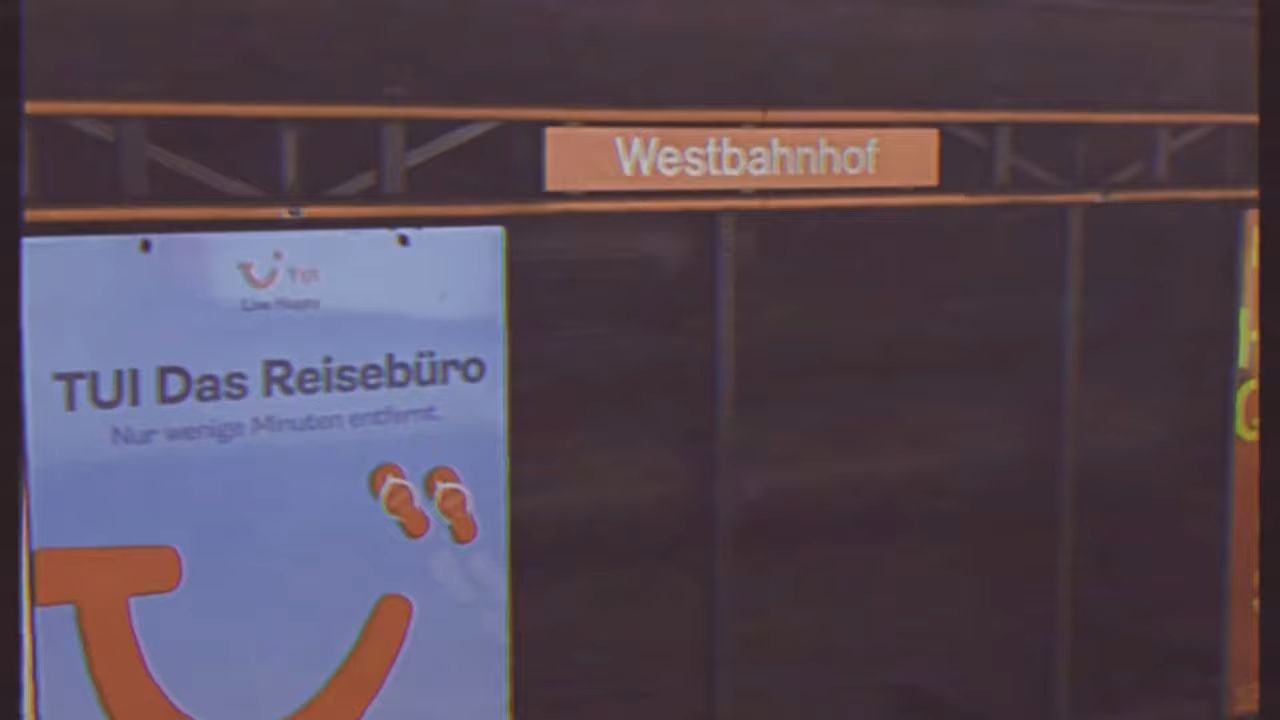 Westbahnhof
TUI
TUI Das Reisebüro
Nur wenige Minuten entfernt.